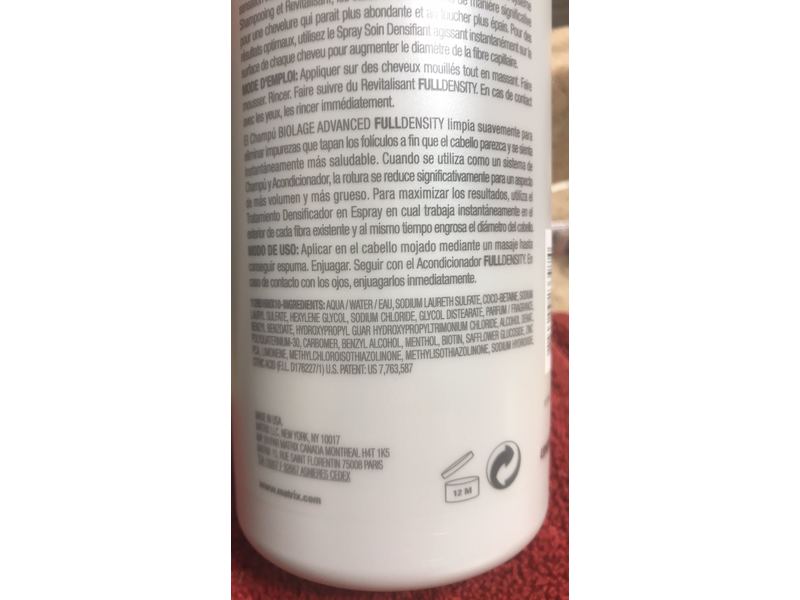 Shampooing et Revitalisant, les de manière significative
pour une chevelure qui parait plus abondante et au toucher plus épais. Pour des
résultats optimaux, utilisez le Spray Soin Densifiant agissant instantanément sur la
surface de chaque cheveu pour augmenter le diamètre de la fibre capillaire.
MODE D'EMPLOI: Appliquer sur des cheveux mouillés tout en massant. Faire
mousser. Rincer. Faire suivre du Revitalisant FULLDENSITY. En cas de contact
avec les yeux, les rincer immédiatement.
El Champú BIOLAGE ADVANCED FULLDENSITY limpia suavemente para
eliminar impurezas que tapan los folículos a fin que el cabello parezca y se sienta
instantáneamente más saludable. Cuando se utiliza como un sistema de
Champú y Acondicionador, la rotura se reduce significativamente para un aspecto
de más volumen y más grueso. Para maximizar los resultados, utiliza el
Tratamiento Densificador en Espray en cual trabaja instantáneamente en el
exterior de cada fibra existente y al mismo tiempo engrosa el diámetro del cabello.
MODO DE USO: Aplicar en el cabello mojado mediante un masaje hasta
conseguir espuma. Enjuagar. Seguir con el Acondicionador FULLDENSITY. En
caso de contacto con los ojos, enjuagarlos inmediatamente.
INGREDIENTS: AQUA / WATER / EAU, SODIUM LAURETH SULFATE, COCO-BETAINE, SODIUM
LAURYL SULFATE, HEXYLENE GLYCOL, SODIUM CHLORIDE, GLYCOL DISTEARATE, PARFUM / FRAGRANCE,
BENZYL BENZOATE, HYDROXYPROPYL GUAR HYDROXYPROPYLTRIMONIUM CHLORIDE, ALCOHOL DENAT.,
POLYQUATERNIUM-30, CARBOMER, BENZYL ALCOHOL, MENTHOL, BIOTIN, SAFFLOWER GLUCOSIDE, ZINC
PCA, LIMONENE, METHYLCHLOROISOTHIAZOLINONE, METHYLISOTHIAZOLINONE, SODIUM HYDROXIDE,
CITRIC ACID (F.I.L. D176227/1) U.S. PATENT: US 7,763,587
MADE IN USA,
MATRIX LLC. NEW YORK, NY 10017
MATRIX CANADA MONTREAL H4T 1K5
MATRIX 15, RUE SAINT FLORENTIN 75008 PARIS
ASNIERES CEDEX
12 M
www.matrix.com